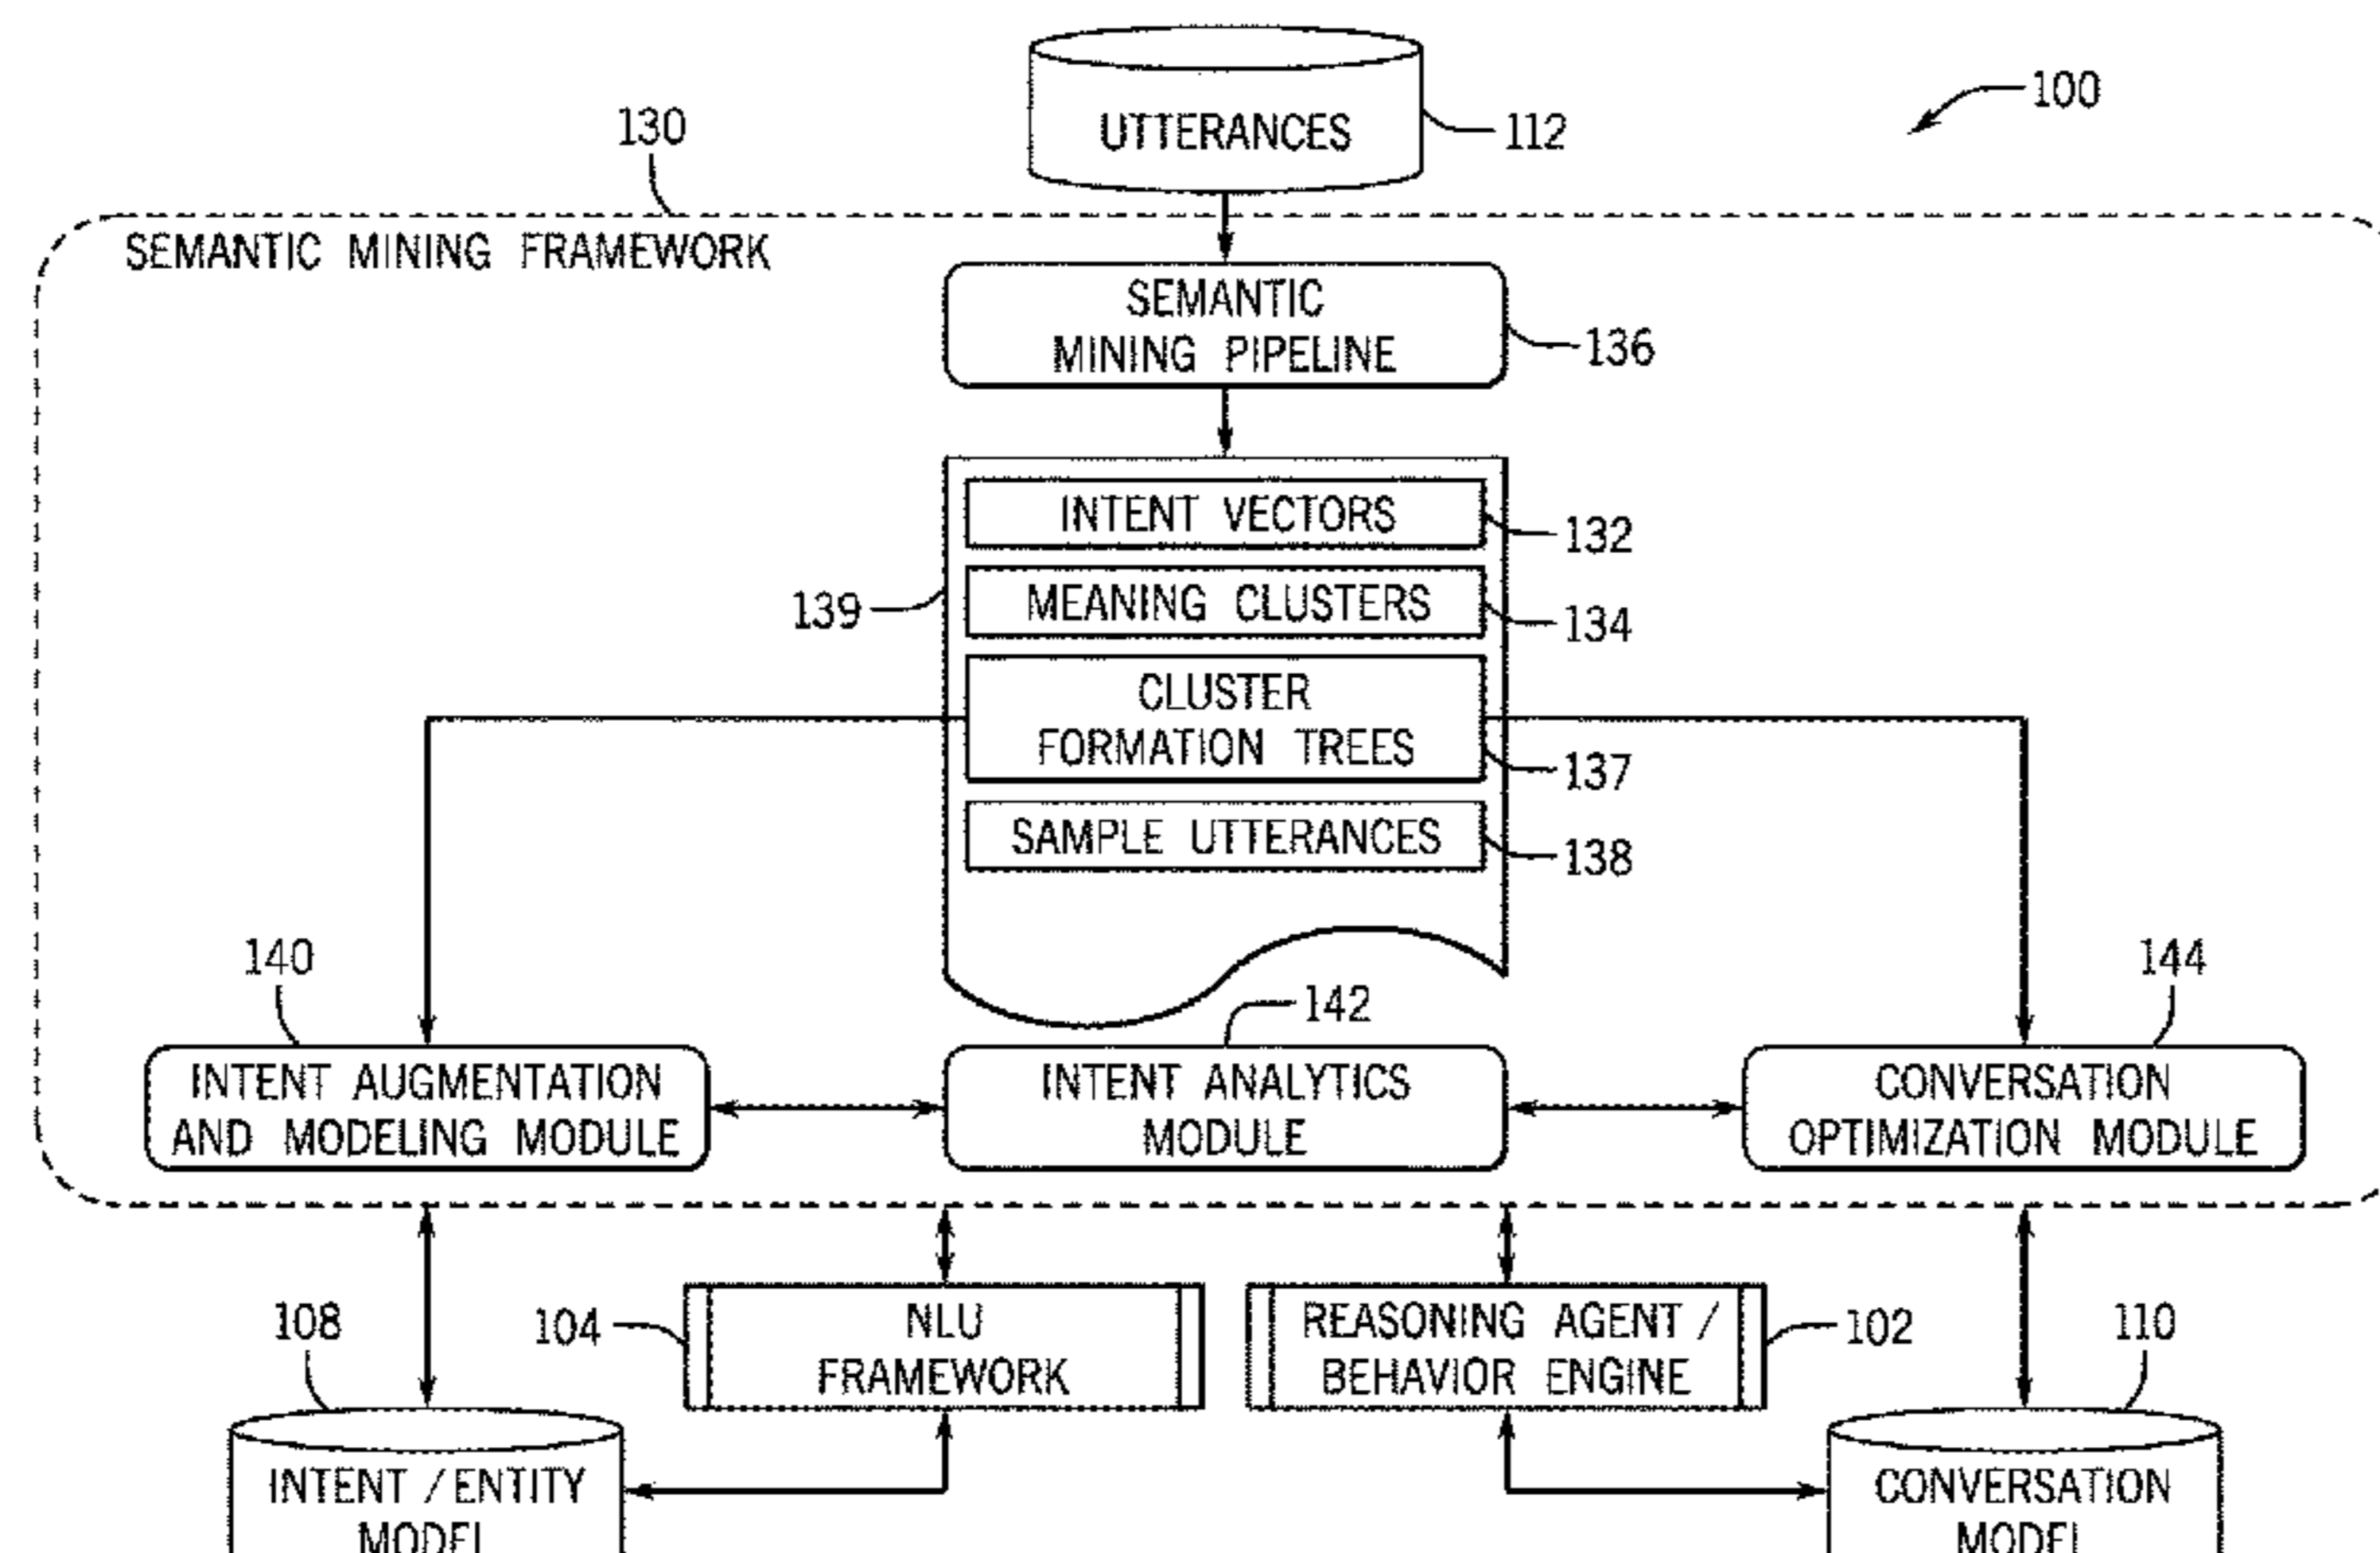 100
UTTERANCES
112
130
SEMANTIC MINING FRAMEWORK
SEMANTIC
MINING PIPELINE
136
INTENT VECTORS
132
139
MEANING CLUSTERS
134
CLUSTER
FORMATION TREES
137
SAMPLE UTTERANCES
138
140
142
144
INTENT AUGMENTATION
AND MODELING MODULE
INTENT ANALYTICS
MODULE
CONVERSATION
OPTIMIZATION MODULE
108
104
NLU
FRAMEWORK
REASONING AGENT /
BEHAVIOR ENGINE
102
110
INTENT / ENTITY
MODEL
CONVERSATION
MODEL